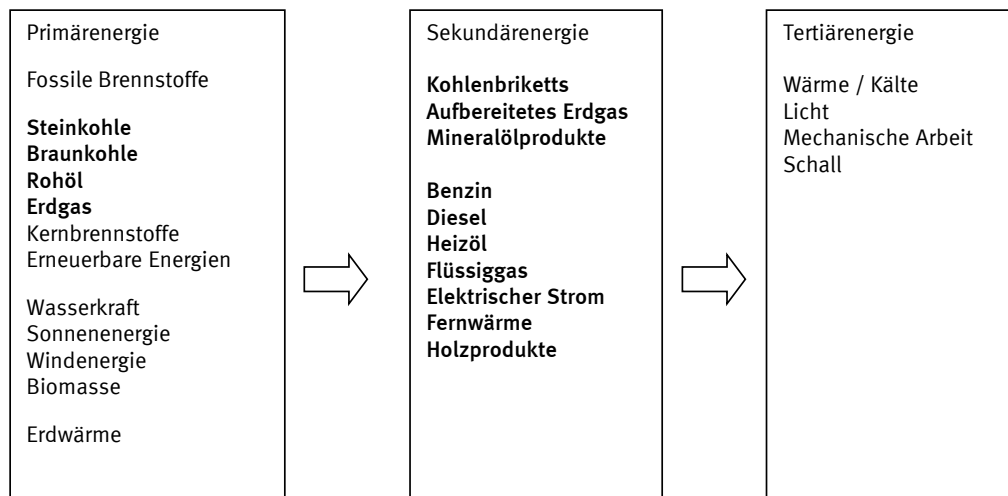 Primärenergie
Fossile Brennstoffe
Steinkohle
Braunkohle
Rohöl
Erdgas
Kernbrennstoffe
Erneuerbare Energien
Wasserkraft
Sonnenenergie
Windenergie
Biomasse
Erdwärme
Sekundärenergie
Kohlenbriketts
Aufbereitetes Erdgas
Mineralölprodukte
Benzin
Diesel
Heizöl
Flüssiggas
Elektrischer Strom
Fernwärme
Holzprodukte
Tertiärenergie
Wärme / Kälte
Licht
Mechanische Arbeit
Schall